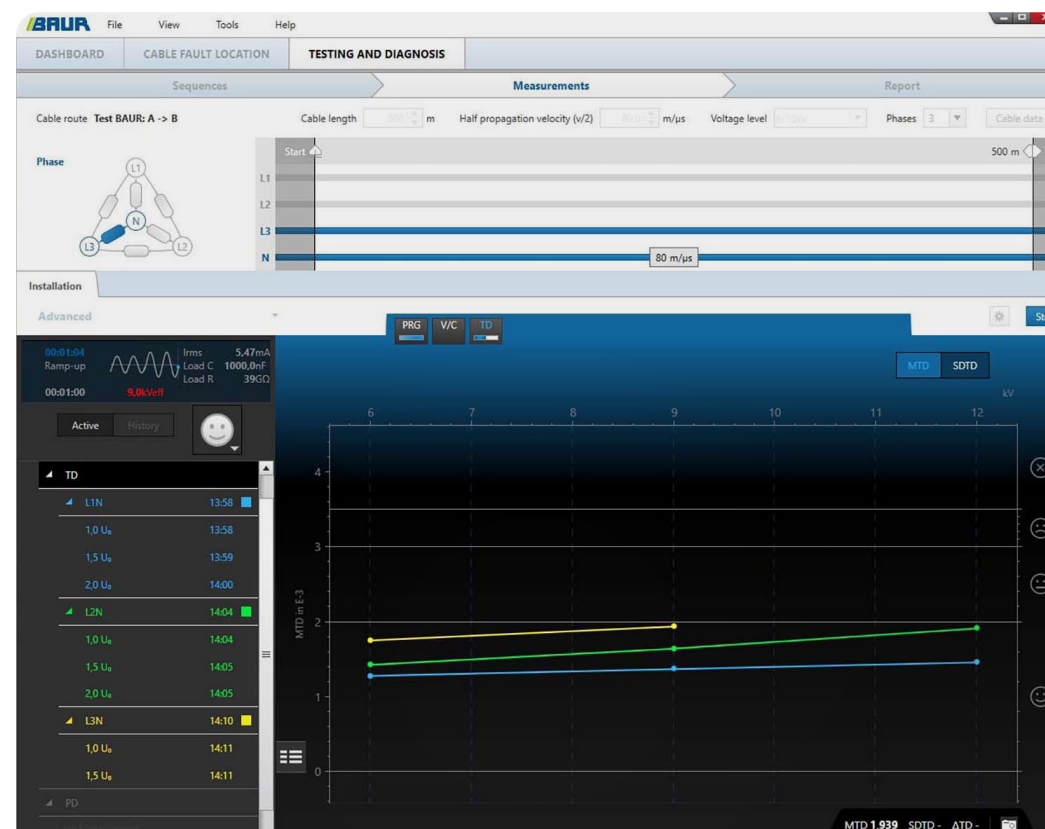 BAUR File View Tools Help
DASHBOARD CABLE FAULT LOCATION TESTING AND DIAGNOSIS
Sequences Measurements Report
Cable route Test BAUR: A -> B Cable length 500 m Half propagation velocity (v/2) 80.0 m/µs Voltage level Phases 3 Cable data
Phase
Start 500 m
L1
N
L3 L2
L1
L2
L3
N
80 m/µs
Installation
Advanced
PRG V/C TD
00:01:04
Ramp-up
00:01:00 9,0kVeff
Irms 5,47mA
Load C 1000,0nF
Load R 39GΩ
MTD SDTD
kV
Active History
6 7 8 9 10 11 12
4
3
2
1
0
MTD in E-3
TD
L1N 13:58
1,0 U₀ 13:58
1,5 U₀ 13:59
2,0 U₀ 14:00
L2N 14:04
1,0 U₀ 14:04
1,5 U₀ 14:05
2,0 U₀ 14:05
L3N 14:10
1,0 U₀ 14:11
1,5 U₀ 14:11
PD
MTD 1.939 SDTD - ΔTD -